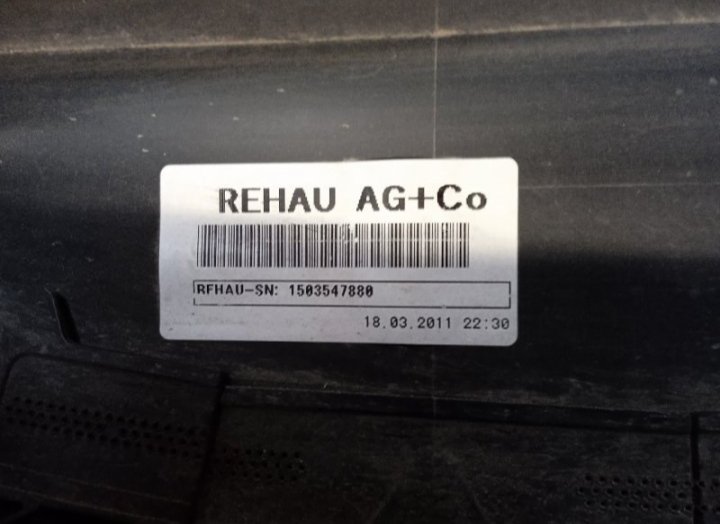 REHAU AG+Co
REHAU-SN: 1503547880
18.03.2011 22:30